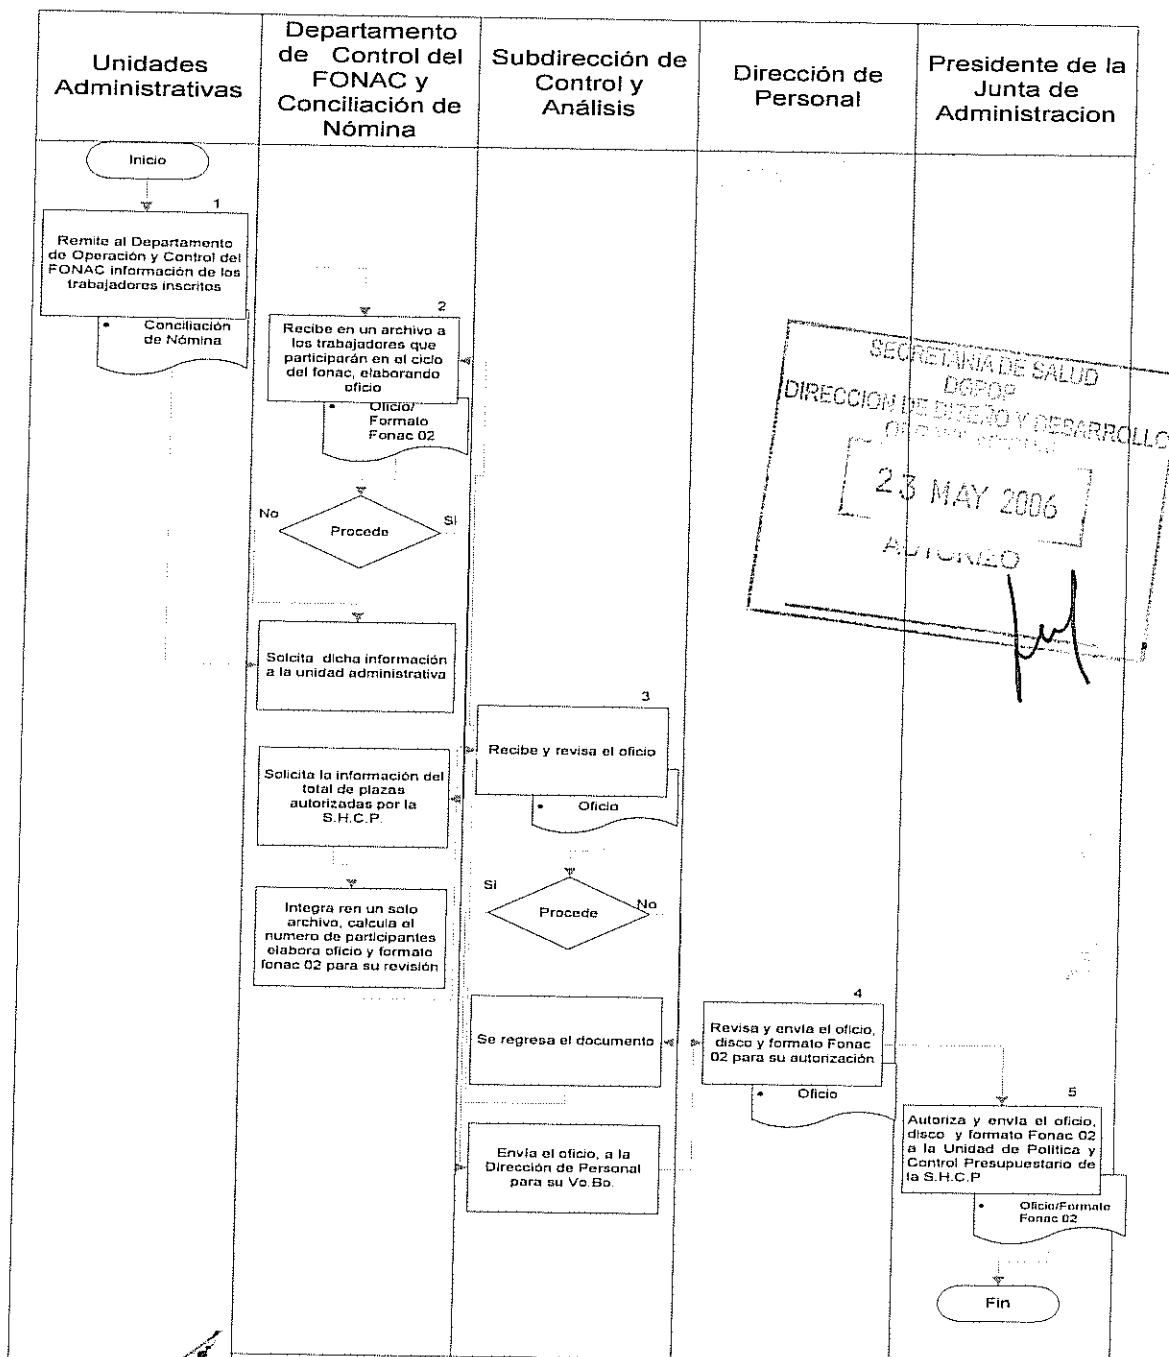 Unidades
Administrativas
Departamento
de Control del
FONAC y
Conciliación de
Nómina
Subdirección de
Control y
Análisis
Dirección de
Personal
Presidente de la
Junta de
Administracion
Inicio
1
Remite al Departamento
de Operación y Control del
FONAC información de los
trabajadores inscritos
• Conciliación
de Nómina
2
Recibe en un archivo a
los trabajadores que
participarán en el ciclo
del fonac, elaborando
oficio
• Oficio/
Formato
Fonac 02
No
Procede
Si
Solcita dicha información
a la unidad administrativa
Solicita la información del
total de plazas
autorizadas por la
S.H.C.P.
Integra ren un solo
archivo, calcula el
numero de participantes
elabora oficio y formato
fonac 02 para su revisión
3
Recibe y revisa el oficio
• Oficio
Si
Procede
No
Se regresa el documento
Envía el oficio, a la
Dirección de Personal
para su Vo.Bo.
4
Revisa y envía el oficio,
disco y formato Fonac
02 para su autorización
• Oficio
5
Autoriza y envía el oficio,
disco y formato Fonac 02
a la Unidad de Política y
Control Presupuestario de
la S.H.C.P
• Oficio/Formato
Fonac 02
Fin
SECRETARIA DE SALUD
DGPOP
DIRECCION DE DISEÑO Y DESARROLLO
23 MAY 2006
AUTORIZO